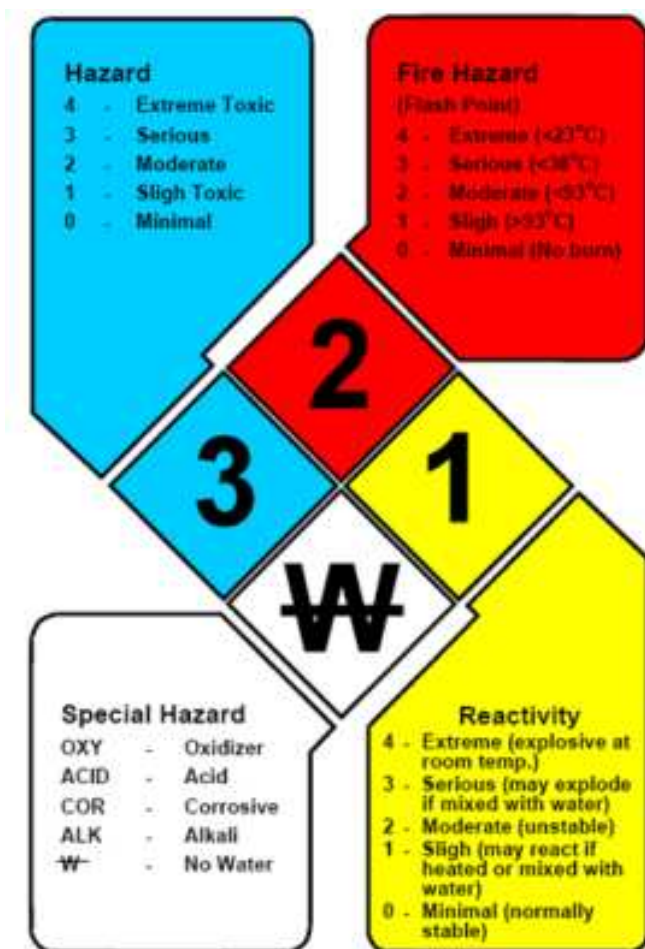 Hazard
4 - Extreme Toxic
3 - Serious
2 - Moderate
1 - Sligh Toxic
0 - Minimal
Fire Hazard
(Flash Point)
4 - Extreme (<23°C)
3 - Serious (<38°C)
2 - Moderate (<93°C)
1 - Sligh (>93°C)
0 - Minimal (No born)
2
3
1
W
Special Hazard
OXY - Oxidizer
ACID - Acid
COR - Corrosive
ALK - Alkali
W - No Water
Reactivity
4 - Extreme (explosive at
room temp.)
3 - Serious (may explode
if mixed with water)
2 - Moderate (unstable)
1 - Sligh (may react if
heated or mixed with
water)
0 - Minimal (normally
stable)